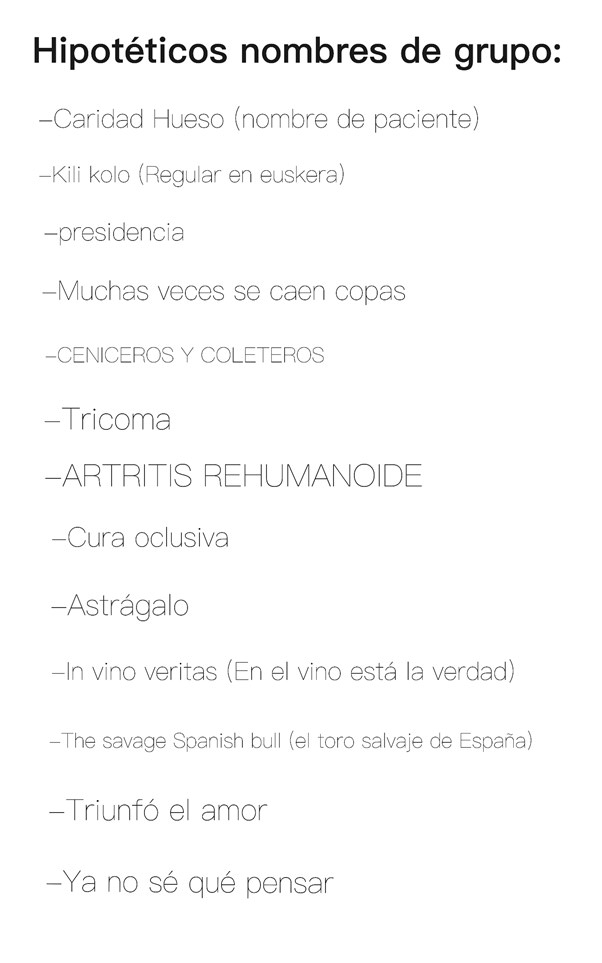 Hipotéticos nombres de grupo:
–Caridad Hueso (nombre de paciente)
–Kili kolo (Regular en euskera)
–presidencia
–Muchas veces se caen copas
–CENICEROS Y COLETEROS
–Tricoma
–ARTRITIS REHUMANOIDE
–Cura oclusiva
–Astrágalo
–In vino veritas (En el vino está la verdad)
–The savage Spanish bull (el toro salvaje de España)
–Triunfó el amor
–Ya no sé qué pensar